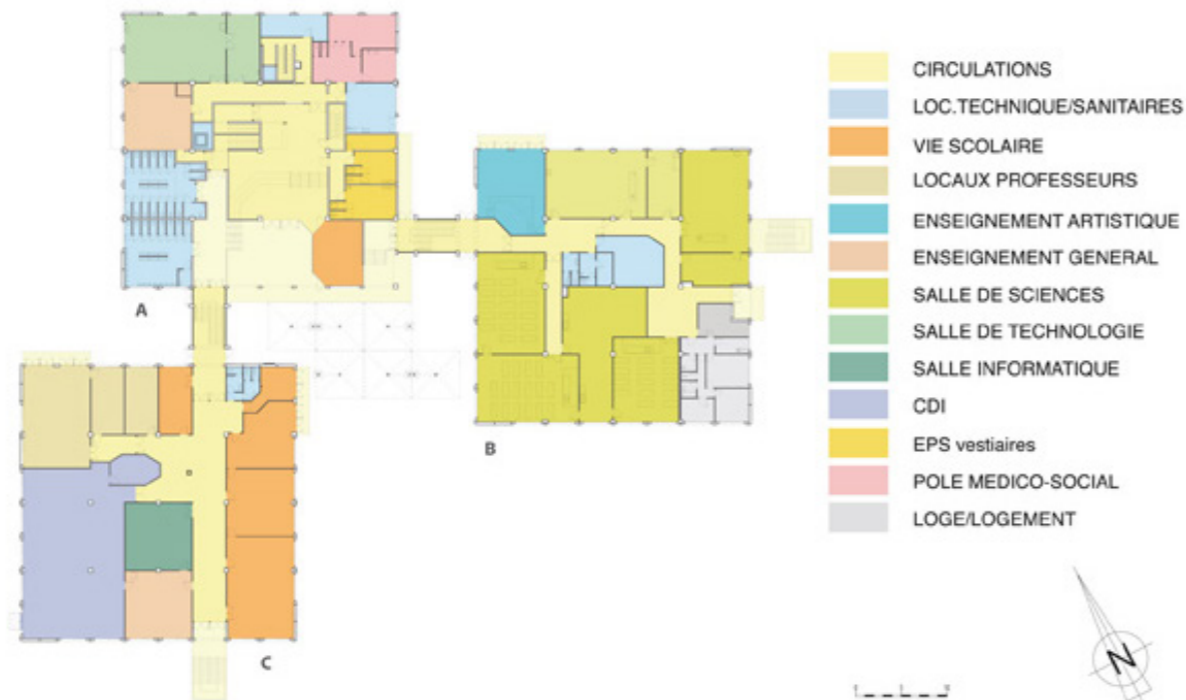 CIRCULATIONS
LOC.TECHNIQUE/SANITAIRES
VIE SCOLAIRE
LOCAUX PROFESSEURS
ENSEIGNEMENT ARTISTIQUE
ENSEIGNEMENT GENERAL
SALLE DE SCIENCES
SALLE DE TECHNOLOGIE
SALLE INFORMATIQUE
CDI
EPS vestiaires
POLE MEDICO-SOCIAL
LOGE/LOGEMENT
A
B
C
N